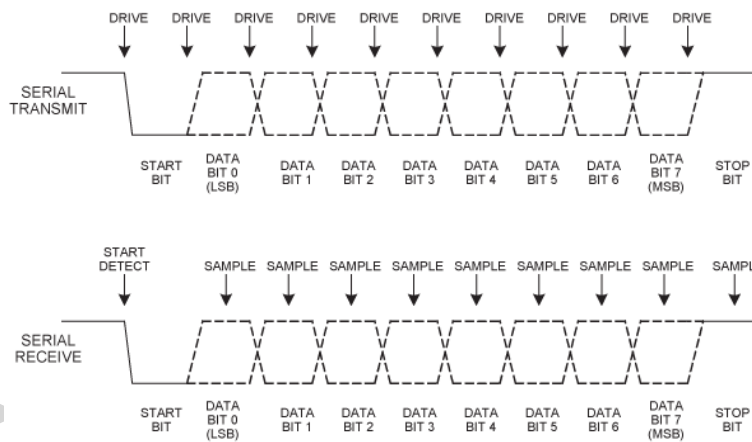 DRIVE DRIVE DRIVE DRIVE DRIVE DRIVE DRIVE DRIVE DRIVE DRIVE
SERIAL
TRANSMIT
START
BIT
DATA
BIT 0
(LSB)
DATA
BIT 1
DATA
BIT 2
DATA
BIT 3
DATA
BIT 4
DATA
BIT 5
DATA
BIT 6
DATA
BIT 7
(MSB)
STOP
BIT
START
DETECT
SAMPLE SAMPLE SAMPLE SAMPLE SAMPLE SAMPLE SAMPLE SAMPLE SAMPL
SERIAL
RECEIVE
START
BIT
DATA
BIT 0
(LSB)
DATA
BIT 1
DATA
BIT 2
DATA
BIT 3
DATA
BIT 4
DATA
BIT 5
DATA
BIT 6
DATA
BIT 7
(MSB)
STOP
BIT